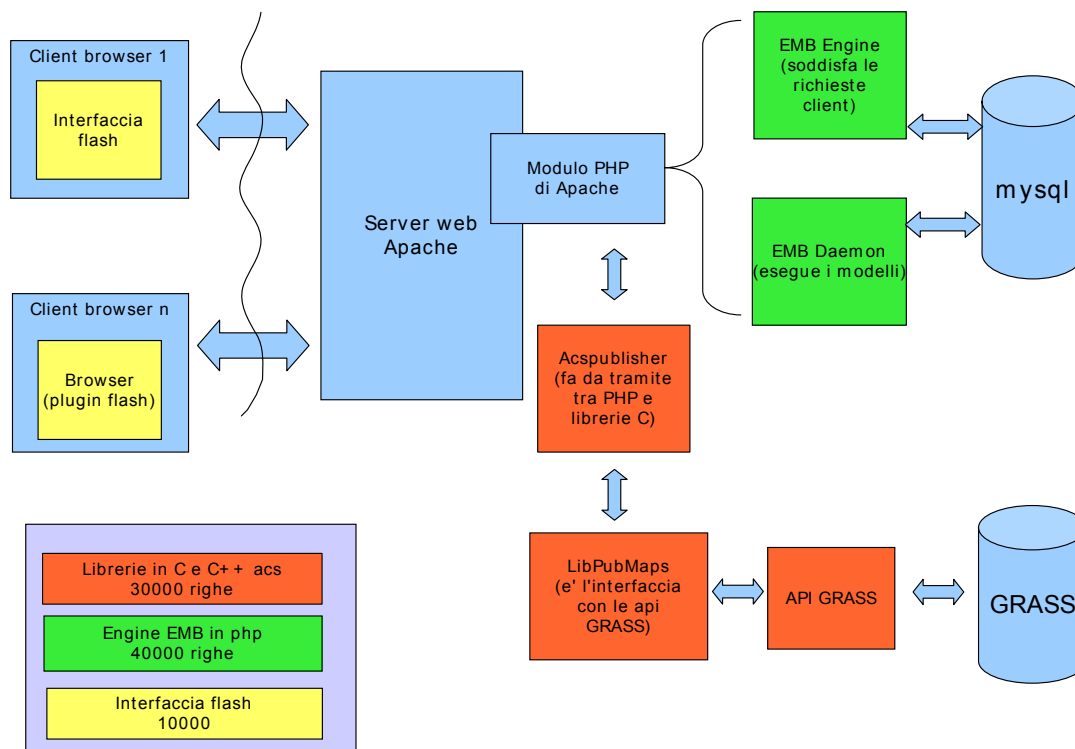 Client browser 1
Interfaccia
flash
Client browser n
Browser
(plugin flash)
Server web
Apache
Modulo PHP
di Apache
EMB Engine
(soddisfa le
richieste
client)
EMB Daemon
(esegue i modelli)
mysql
Acspublisher
(fa da tramite
tra PHP e
librerie C)
LibPubMaps
(e' l'interfaccia
con le api
GRASS)
API GRASS
GRASS
Librerie in C e C++ acs
30000 righe
Engine EMB in php
40000 righe
Interfaccia flash
10000